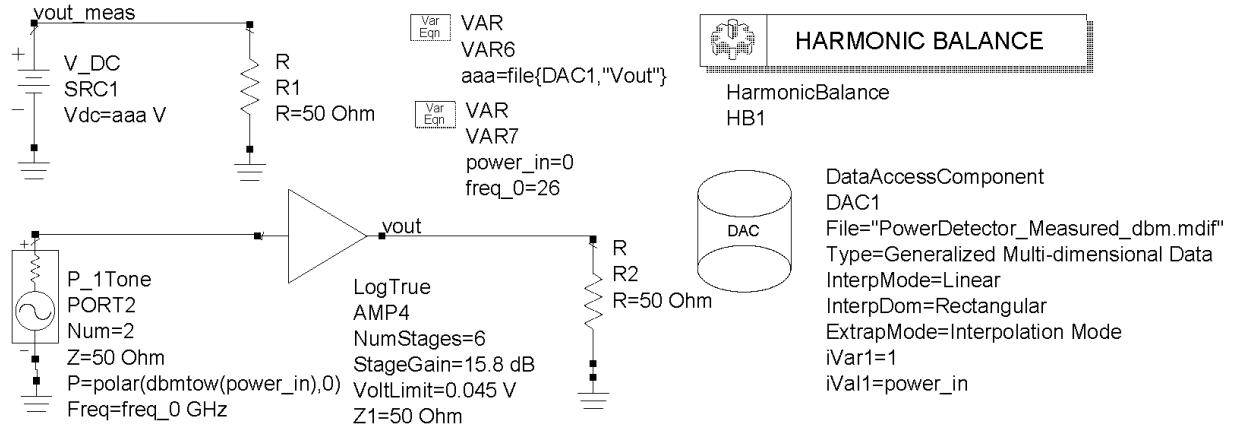 vout_meas
V_DC
SRC1
Vdc=aaa V
R
R1
R=50 Ohm
Var
Eqn
VAR
VAR6
aaa=file{DAC1,"Vout"}
Var
Eqn
VAR
VAR7
power_in=0
freq_0=26
HARMONIC BALANCE
HarmonicBalance
HB1
P_1Tone
PORT2
Num=2
Z=50 Ohm
P=polar(dbmtow(power_in),0)
Freq=freq_0 GHz
vout
LogTrue
AMP4
NumStages=6
StageGain=15.8 dB
VoltLimit=0.045 V
Z1=50 Ohm
R
R2
R=50 Ohm
DAC
DataAccessComponent
DAC1
File="PowerDetector_Measured_dbm.mdif"
Type=Generalized Multi-dimensional Data
InterpMode=Linear
InterpDom=Rectangular
ExtrapMode=Interpolation Mode
iVar1=1
iVal1=power_in